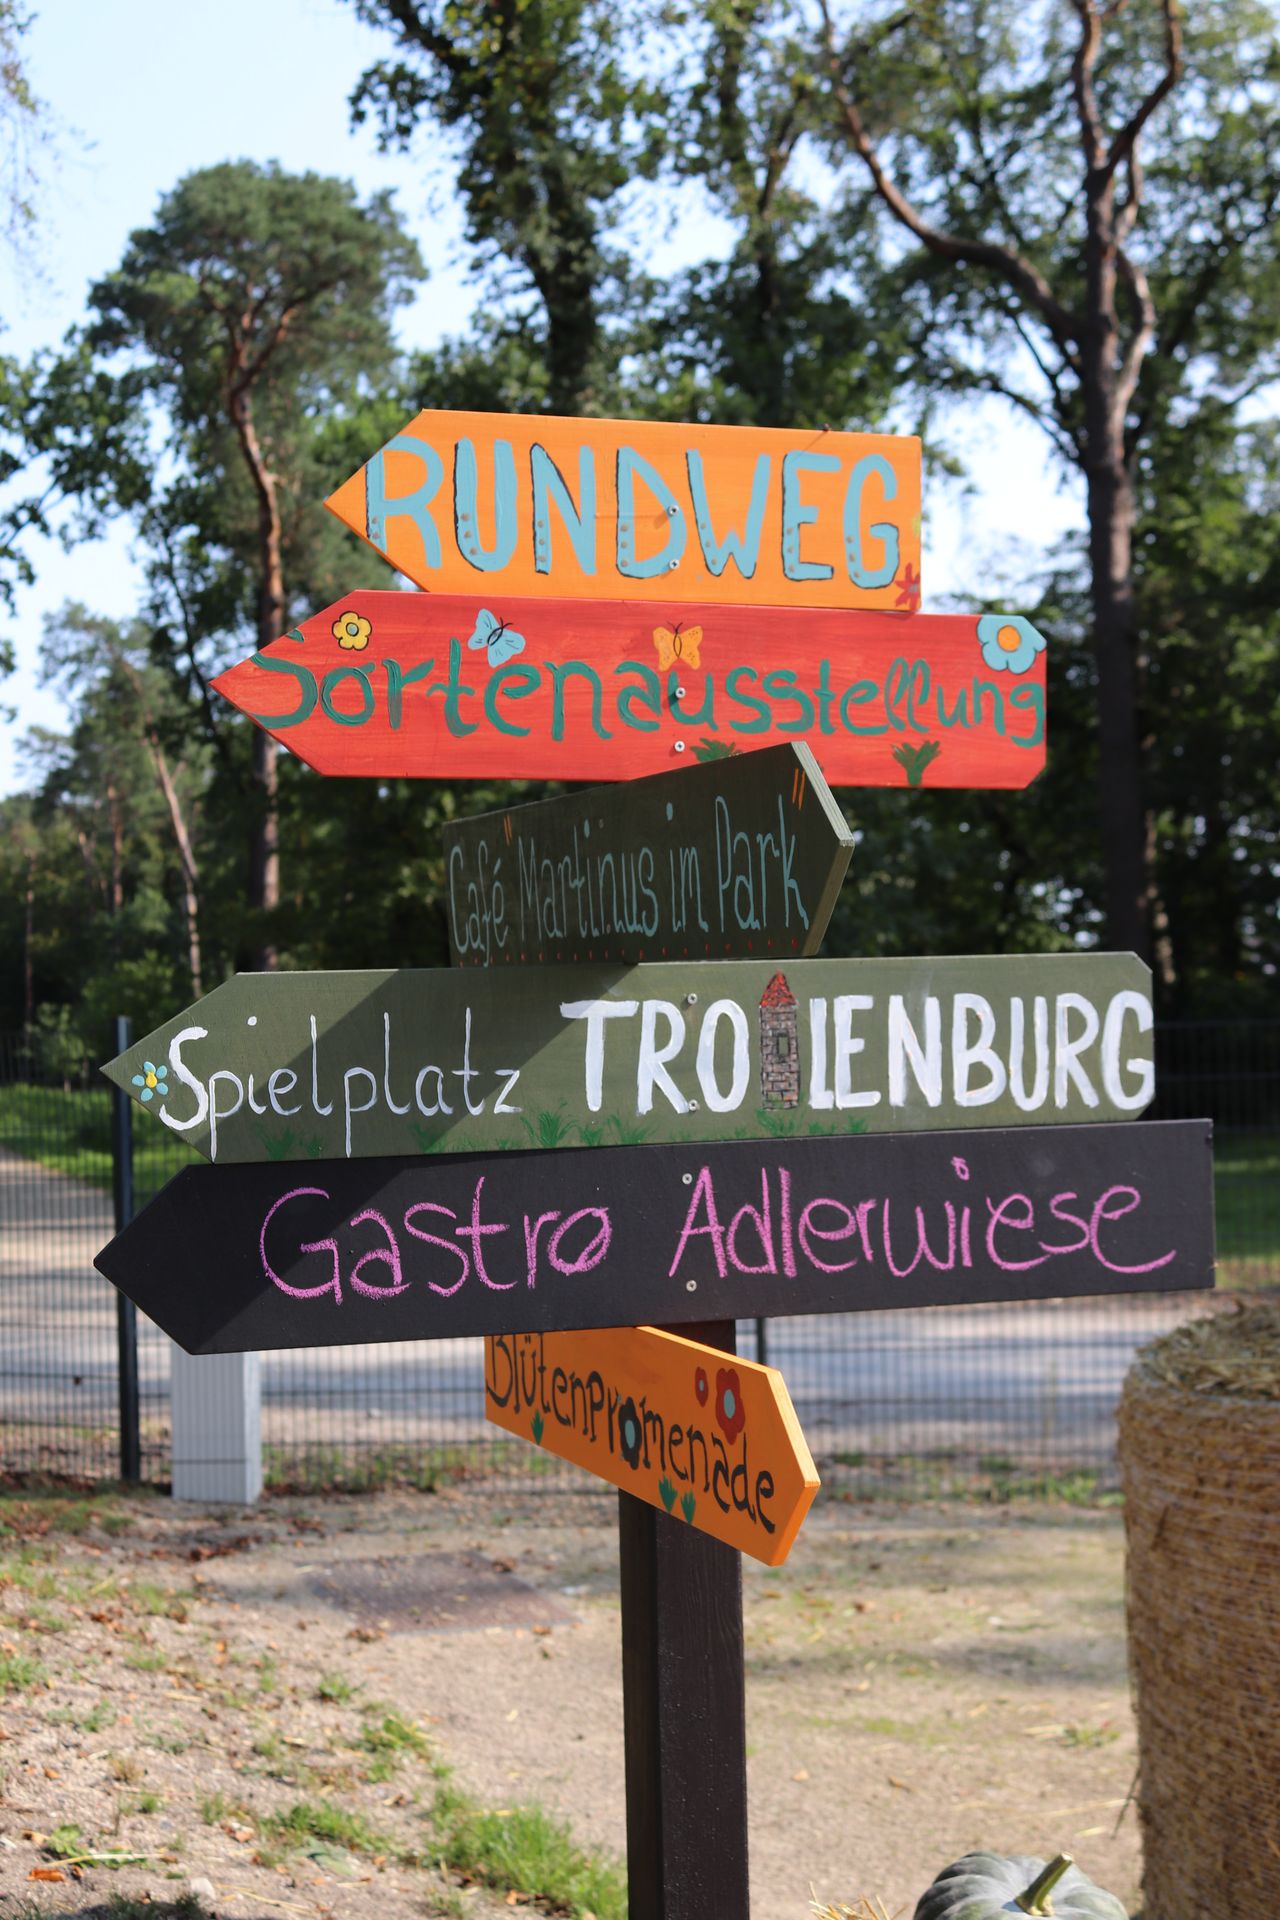 RUNDWEG
Sortenausstellung
Café "Martinus im Park"
Spielplatz TROLLENBURG
Gastro Adlerwiese
Blütenpromenade